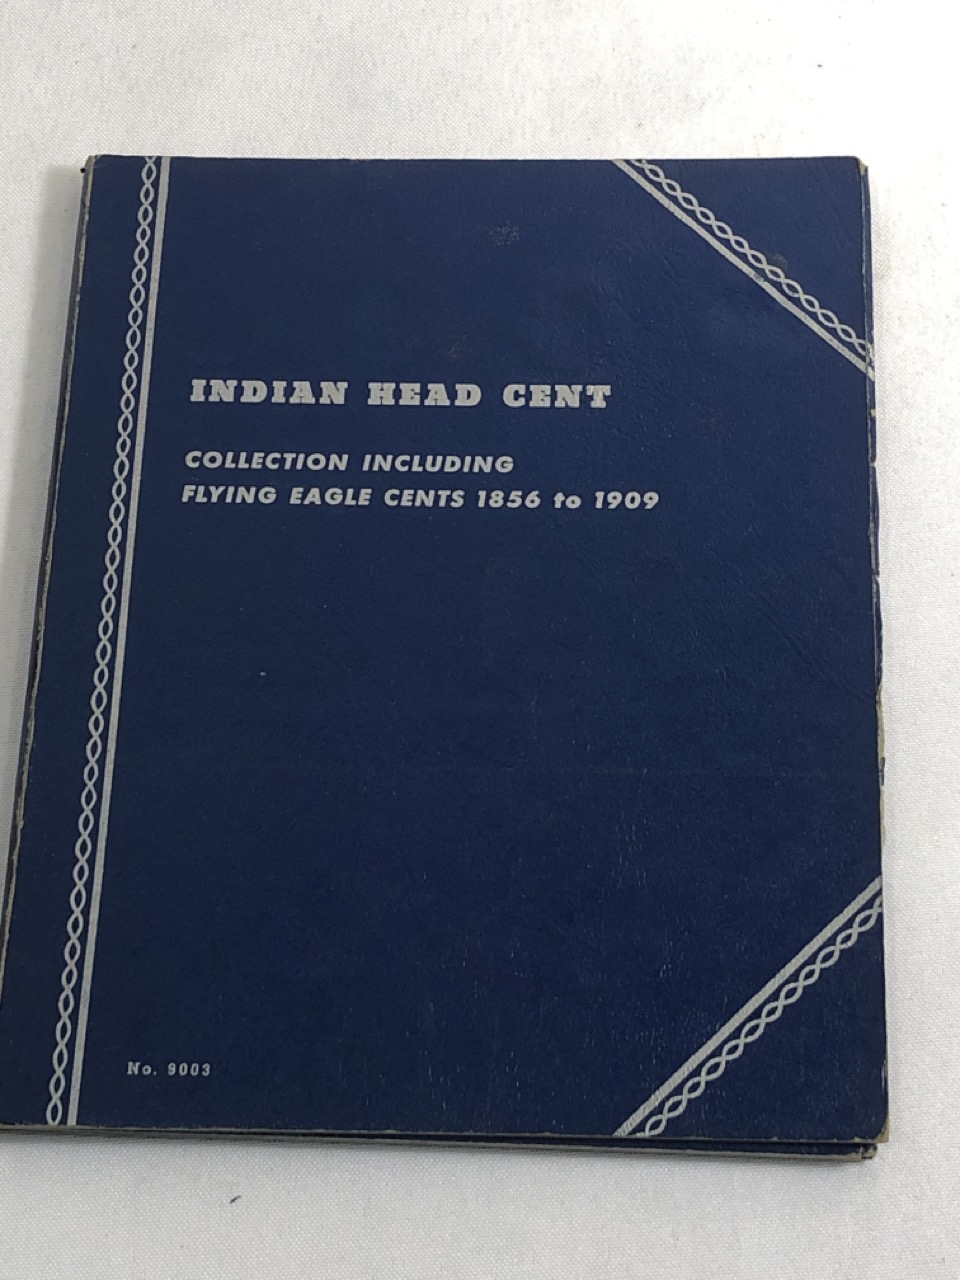 INDIAN HEAD CENT
COLLECTION INCLUDING
FLYING EAGLE CENTS 1856 to 1909
No. 9003